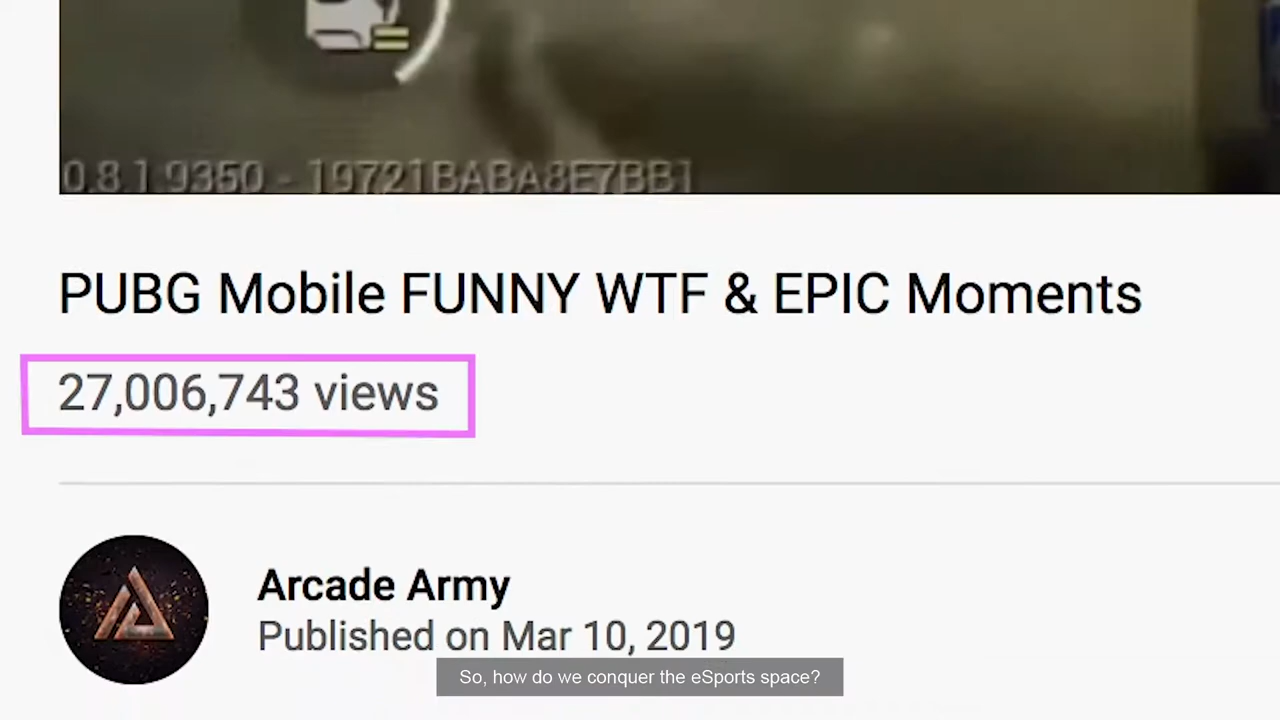 0.8.1.9350 - 19721BABA8E7BB1
PUBG Mobile FUNNY WTF & EPIC Moments
27,006,743 views
Arcade Army
Published on Mar 10, 2019
So, how do we conquer the eSports space?